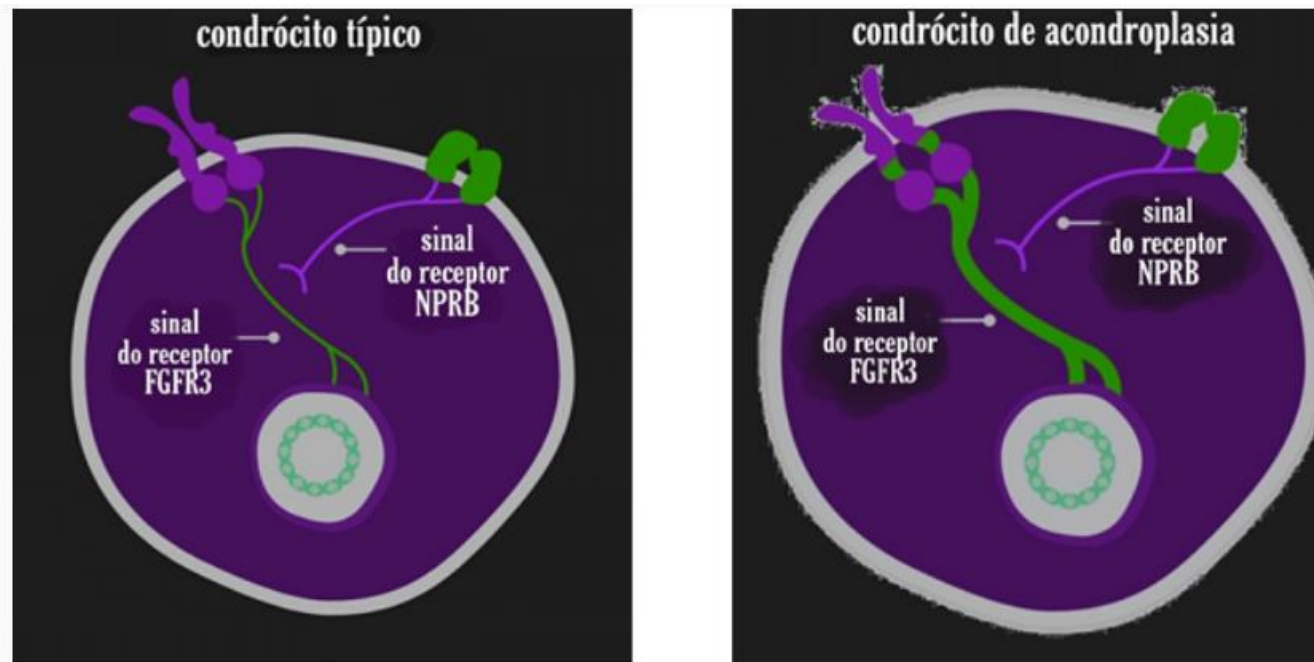 condrócito típico
sinal
do receptor
NPRB
sinal
do receptor
FGFR3
condrócito de acondroplasia
sinal
do receptor
NPRB
sinal
do receptor
FGFR3